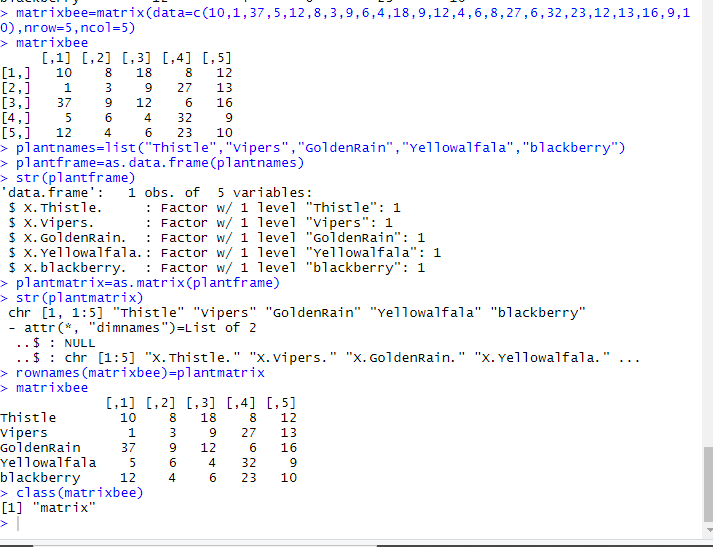 > matrixbee=matrix(data=c(10,1,37,5,12,8,3,9,6,4,18,9,12,4,6,8,27,6,32,23,12,13,16,9,1
0),nrow=5,ncol=5)
> matrixbee
     [,1] [,2] [,3] [,4] [,5]
[1,]   10    8   18    8   12
[2,]    1    3    9   27   13
[3,]   37    9   12    6   16
[4,]    5    6    4   32    9
[5,]   12    4    6   23   10
> plantnames=list("Thistle","Vipers","GoldenRain","Yellowalfala","blackberry")
> plantframe=as.data.frame(plantnames)
> str(plantframe)
'data.frame':   1 obs. of  5 variables:
 $ X.Thistle.     : Factor w/ 1 level "Thistle": 1
 $ X.Vipers.      : Factor w/ 1 level "Vipers": 1
 $ X.GoldenRain.  : Factor w/ 1 level "GoldenRain": 1
 $ X.Yellowalfala.: Factor w/ 1 level "Yellowalfala": 1
 $ X.blackberry.  : Factor w/ 1 level "blackberry": 1
> plantmatrix=as.matrix(plantframe)
> str(plantmatrix)
 chr [1, 1:5] "Thistle" "Vipers" "GoldenRain" "Yellowalfala" "blackberry"
 - attr(*, "dimnames")=List of 2
  ..$ : NULL
  ..$ : chr [1:5] "X.Thistle." "X.Vipers." "X.GoldenRain." "X.Yellowalfala." ...
> rownames(matrixbee)=plantmatrix
> matrixbee
             [,1] [,2] [,3] [,4] [,5]
Thistle        10    8   18    8   12
Vipers          1    3    9   27   13
GoldenRain     37    9   12    6   16
Yellowalfala    5    6    4   32    9
blackberry     12    4    6   23   10
> class(matrixbee)
[1] "matrix"
>